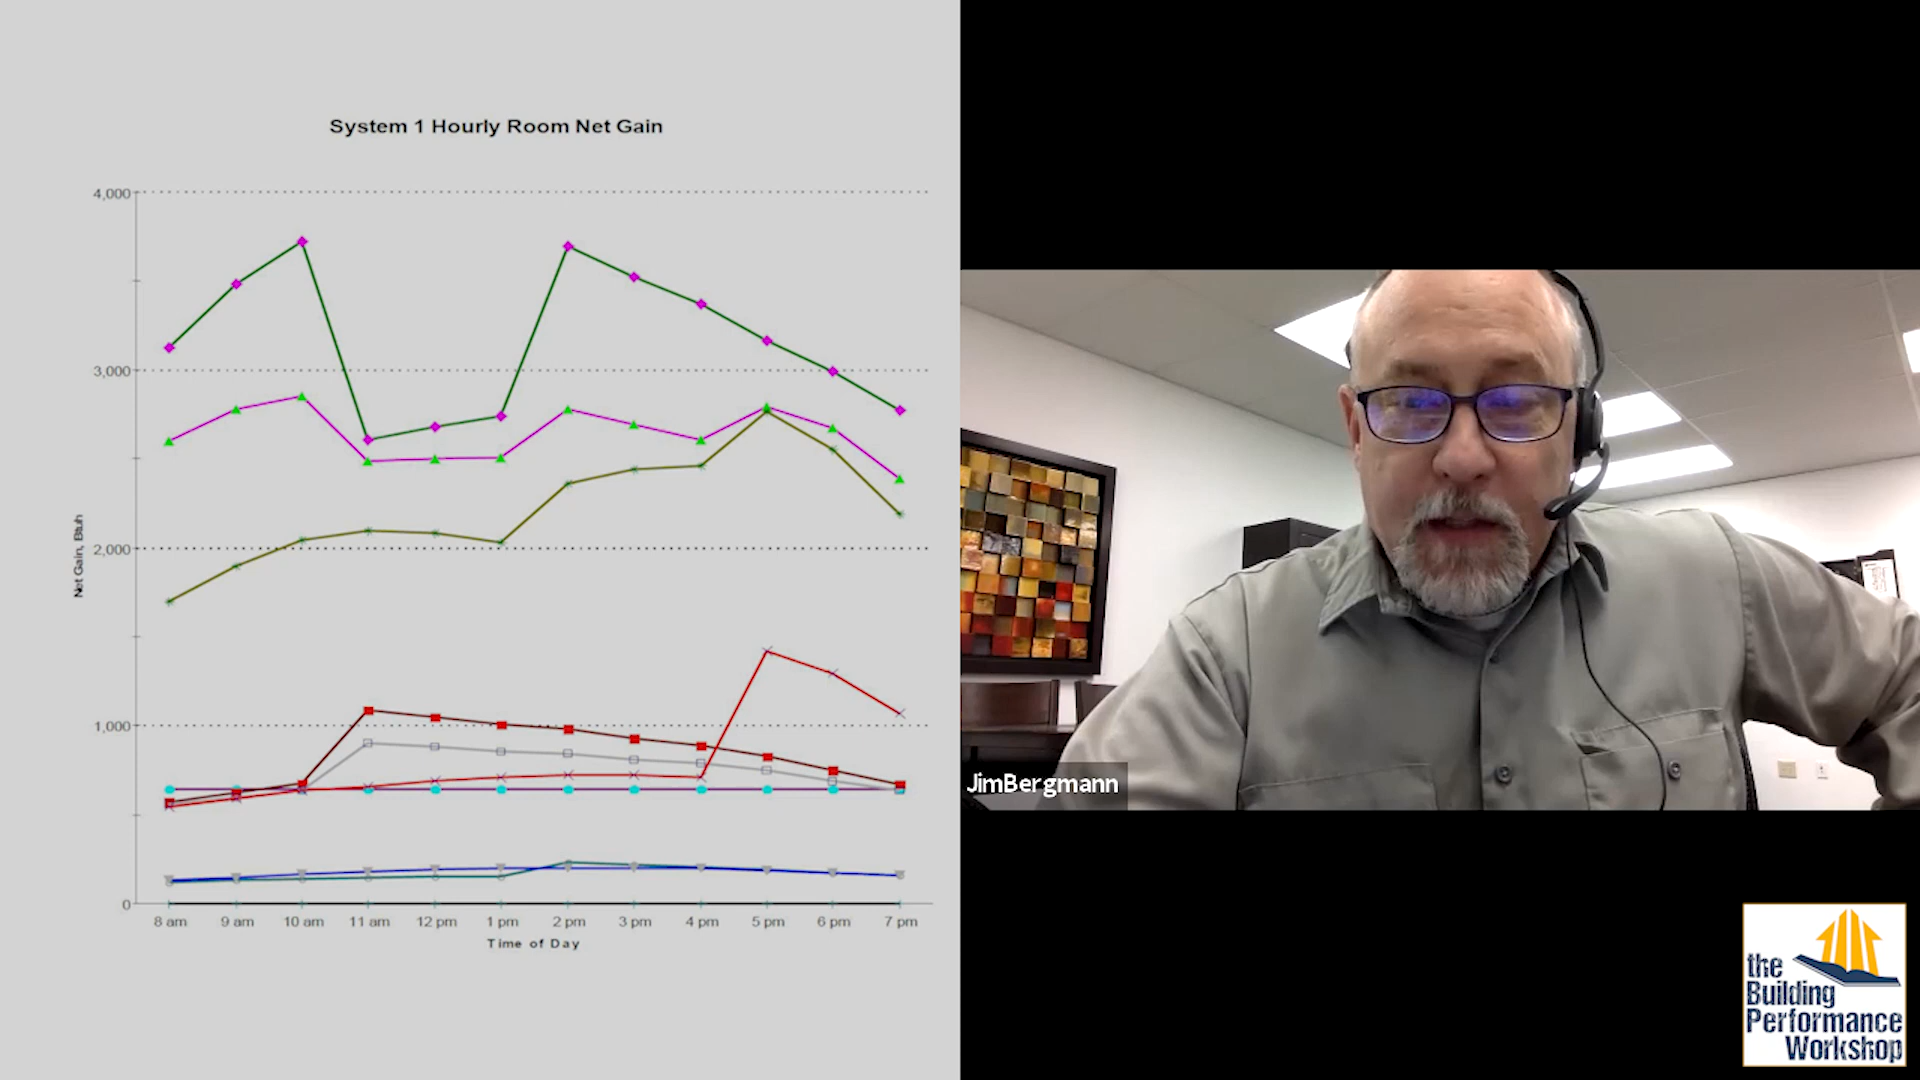 System 1 Hourly Room Net Gain
4,000
3,000
2,000
1,000
0
Net Gain, Btuh
8 am 9 am 10 am 11 am 12 pm 1 pm 2 pm 3 pm 4 pm 5 pm 6 pm 7 pm
Time of Day
JimBergmann
the
Building
Performance
Workshop